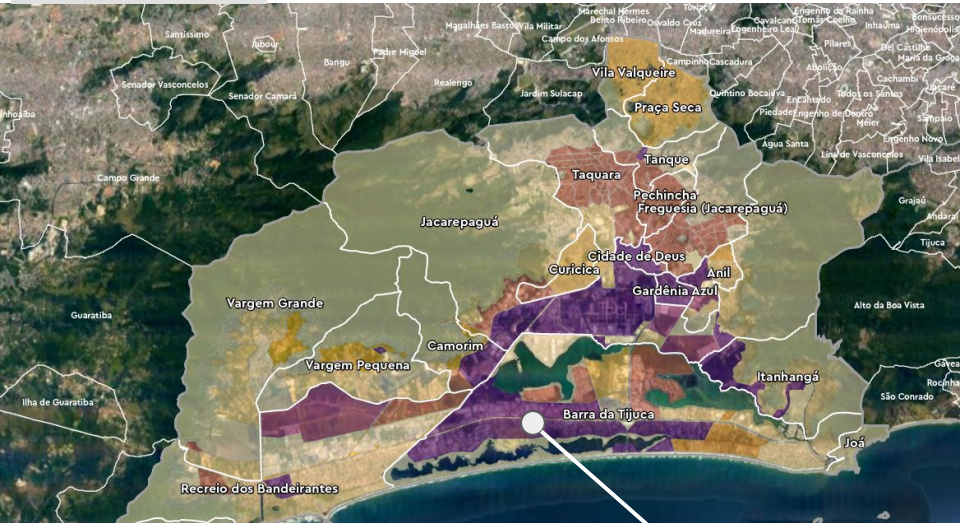 Marechal Hermes
Turiaçu
Engenho da Rainha
Bonsucesso
Bento Ribeiro
Osvaldo Cruz
Cavalcanti
Tomás Coelho
Inhaúma
Higienópolis
Magalhães Bastos
Vila Militar
Madureira
Engenheiro Leal
Santíssimo
Campo dos Afonsos
Pilares
Del Castilho
Jabour
Padre Miguel
Maria da Graça
Bangu
Campinho
Cascadura
Abolição
Vila Valqueire
Cachambi
Senador Vasconcelos
Realengo
Jacaré
Senador Camará
Jardim Sulacap
Quintino Bocaiúva
Todos os Santos
Encantado
Praça Seca
Inhoaíba
Piedade
Engenho de Dentro
Sampaio
Méier
Engenho Novo
Água Santa
Lins de Vasconcelos
Vila Isabel
Tanque
Taquara
Campo Grande
Pechincha
Grajaú
Freguesia (Jacarepaguá)
Andaraí
Jacarepaguá
Tijuca
Cidade de Deus
Curicica
Anil
Gardênia Azul
Vargem Grande
Alto da Boa Vista
Guaratiba
Camorim
Vargem Pequena
Gávea
Itanhangá
Rocinha
São Conrado
Ilha de Guaratiba
Barra da Tijuca
Joá
Recreio dos Bandeirantes